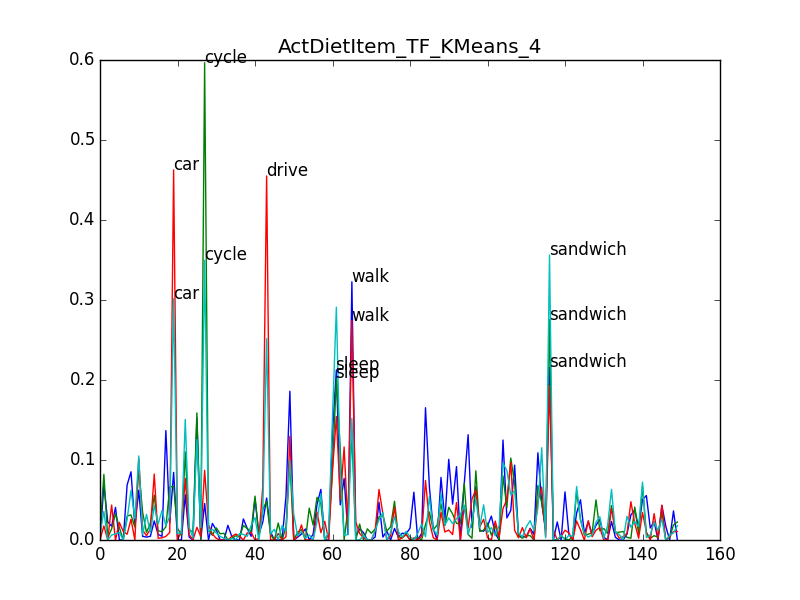 ActDietItem_TF_KMeans_4
0.6
cycle
0.5
car
drive
0.4
cycle
sandwich
walk
0.3
car
walk
sandwich
sleep
sandwich
sleep
0.2
0.1
0.0
0 20 40 60 80 100 120 140 160